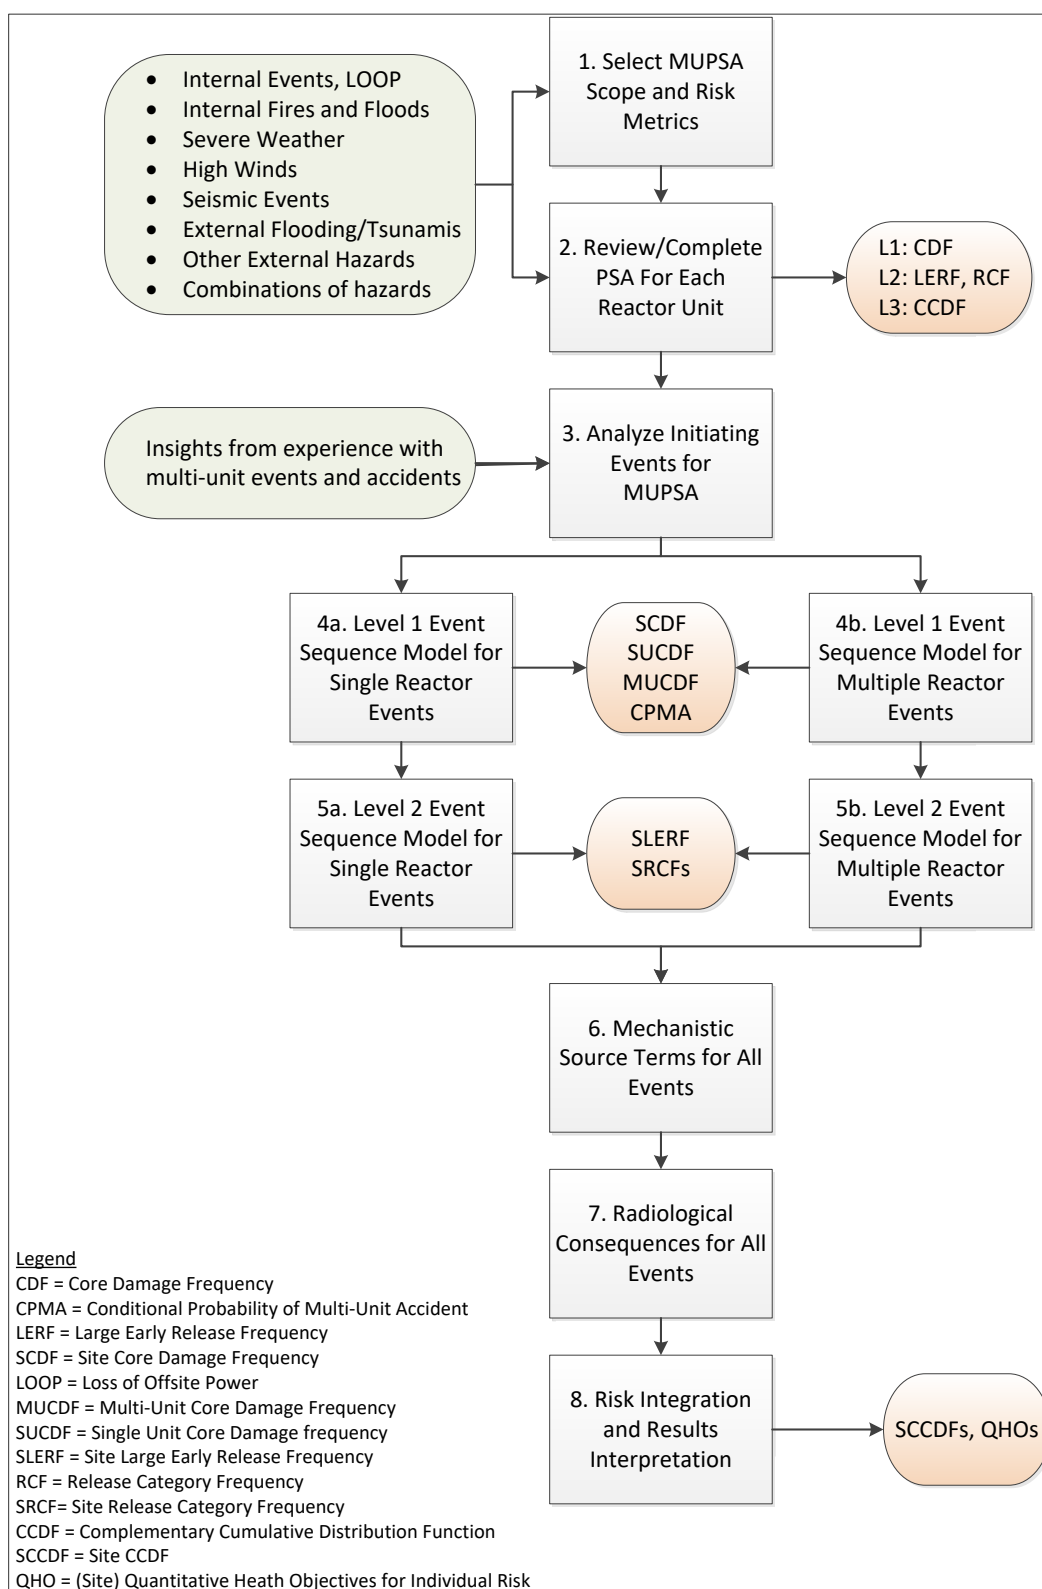 • Internal Events, LOOP
• Internal Fires and Floods
• Severe Weather
• High Winds
• Seismic Events
• External Flooding/Tsunamis
• Other External Hazards
• Combinations of hazards
1. Select MUPSA
Scope and Risk
Metrics
2. Review/Complete
PSA For Each
Reactor Unit
L1: CDF
L2: LERF, RCF
L3: CCDF
Insights from experience with
multi-unit events and accidents
3. Analyze Initiating
Events for
MUPSA
4a. Level 1 Event
Sequence Model for
Single Reactor
Events
SCDF
SUCDF
MUCDF
CPMA
4b. Level 1 Event
Sequence Model for
Multiple Reactor
Events
5a. Level 2 Event
Sequence Model for
Single Reactor
Events
SLERF
SRCFs
5b. Level 2 Event
Sequence Model for
Multiple Reactor
Events
6. Mechanistic
Source Terms for All
Events
7. Radiological
Consequences for All
Events
8. Risk Integration
and Results
Interpretation
SCCDFs, QHOs
Legend
CDF = Core Damage Frequency
CPMA = Conditional Probability of Multi-Unit Accident
LERF = Large Early Release Frequency
SCDF = Site Core Damage Frequency
LOOP = Loss of Offsite Power
MUCDF = Multi-Unit Core Damage Frequency
SUCDF = Single Unit Core Damage frequency
SLERF = Site Large Early Release Frequency
RCF = Release Category Frequency
SRCF= Site Release Category Frequency
CCDF = Complementary Cumulative Distribution Function
SCCDF = Site CCDF
QHO = (Site) Quantitative Heath Objectives for Individual Risk